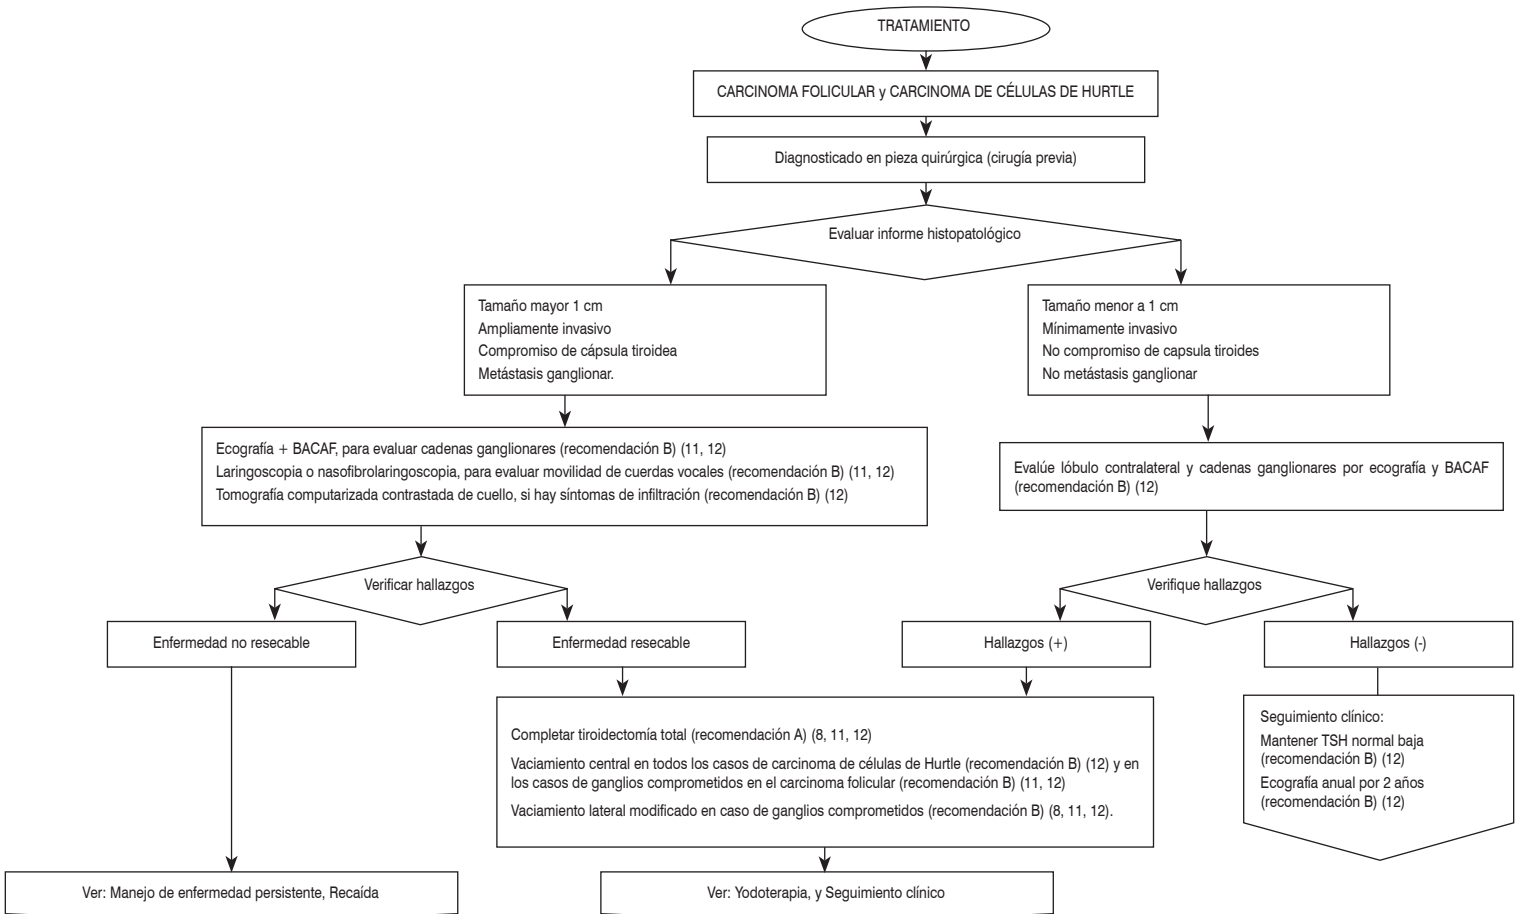 TRATAMIENTO
CARCINOMA FOLICULAR y CARCINOMA DE CÉLULAS DE HURTLE
Diagnosticado en pieza quirúrgica (cirugía previa)
Evaluar informe histopatológico
Tamaño mayor 1 cm
Ampliamente invasivo
Compromiso de cápsula tiroidea
Metástasis ganglionar.
Tamaño menor a 1 cm
Mínimamente invasivo
No compromiso de capsula tiroides
No metástasis ganglionar
Ecografía + BACAF, para evaluar cadenas ganglionares (recomendación B) (11, 12)
Laringoscopia o nasofibrolaringoscopia, para evaluar movilidad de cuerdas vocales (recomendación B) (11, 12)
Tomografía computarizada contrastada de cuello, si hay síntomas de infiltración (recomendación B) (12)
Evalúe lóbulo contralateral y cadenas ganglionares por ecografía y BACAF
(recomendación B) (12)
Verificar hallazgos
Verifique hallazgos
Enfermedad no resecable
Enfermedad resecable
Hallazgos (+)
Hallazgos (-)
Completar tiroidectomía total (recomendación A) (8, 11, 12)
Vaciamiento central en todos los casos de carcinoma de células de Hurtle (recomendación B) (12) y en
los casos de ganglios comprometidos en el carcinoma folicular (recomendación B) (11, 12)
Vaciamiento lateral modificado en caso de ganglios comprometidos (recomendación B) (8, 11, 12).
Seguimiento clínico:
Mantener TSH normal baja
(recomendación B) (12)
Ecografía anual por 2 años
(recomendación B) (12)
Ver: Manejo de enfermedad persistente, Recaída
Ver: Yodoterapia, y Seguimiento clínico